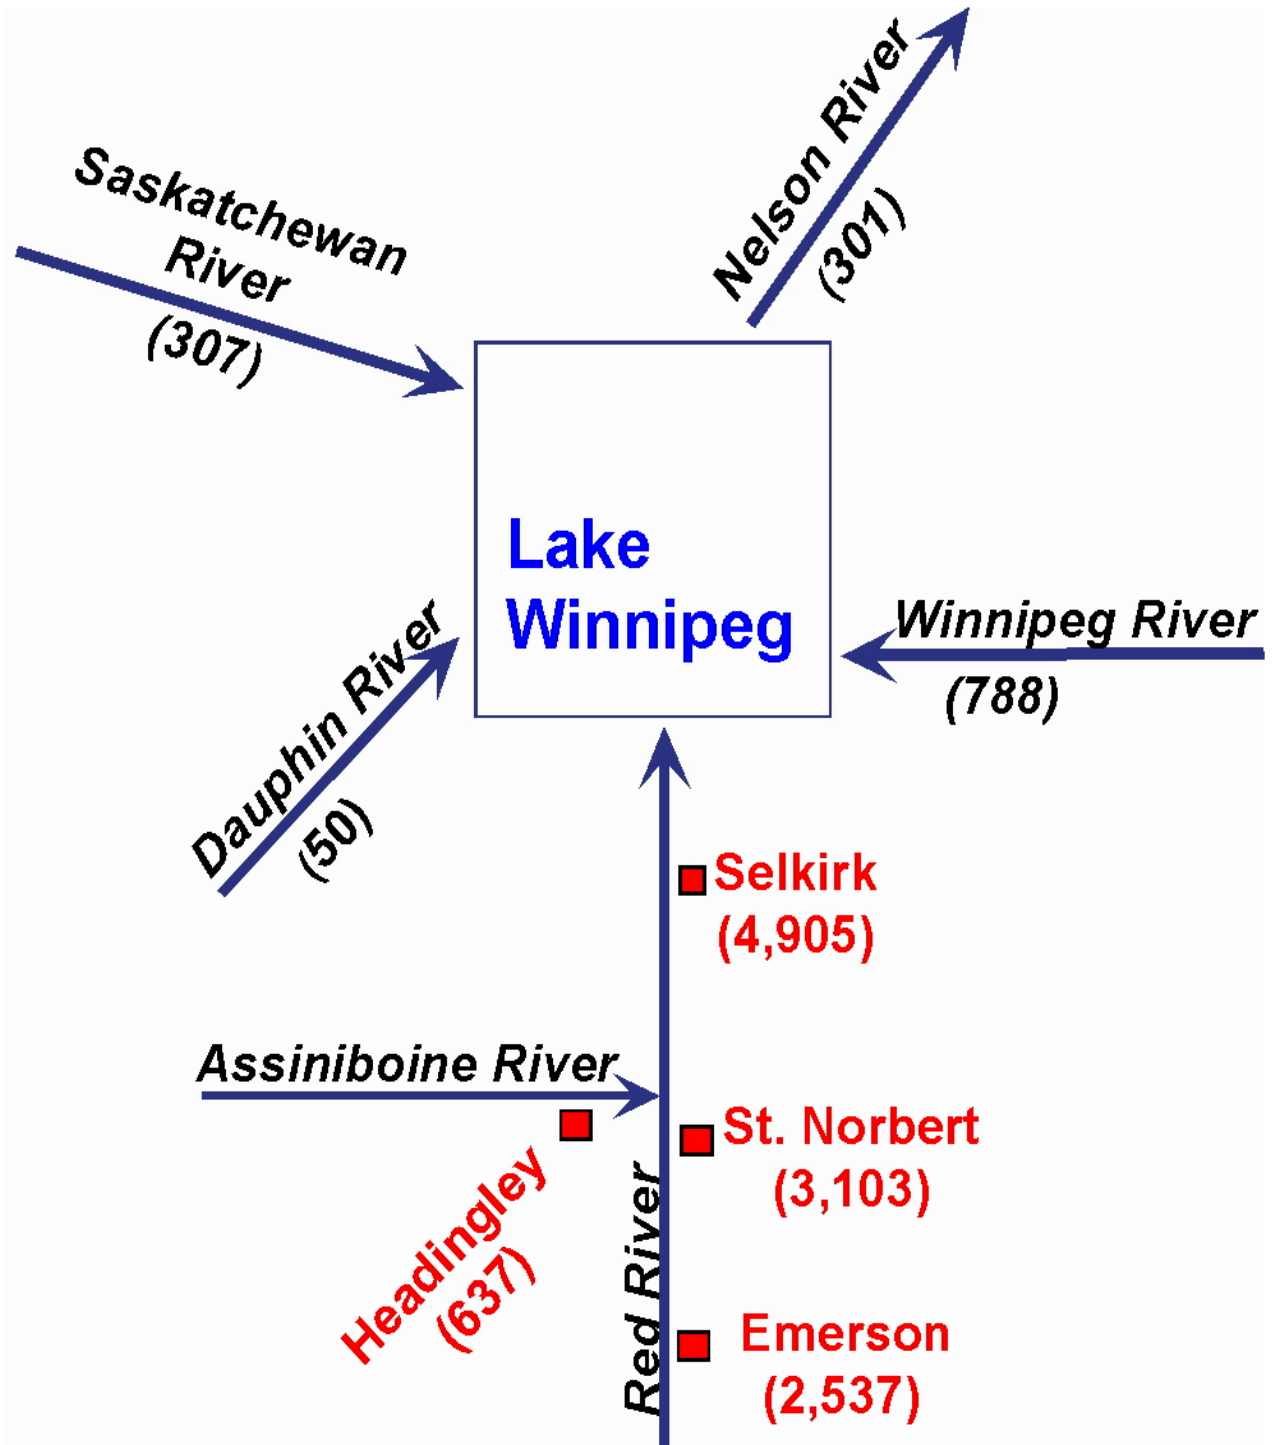 Nelson River
(301)
Saskatchewan
River
(307)
Lake
Winnipeg
Winnipeg River
(788)
Dauphin River
(50)
Selkirk
(4,905)
Assiniboine River
St. Norbert
(3,103)
Headingley
(637)
Red River
Emerson
(2,537)